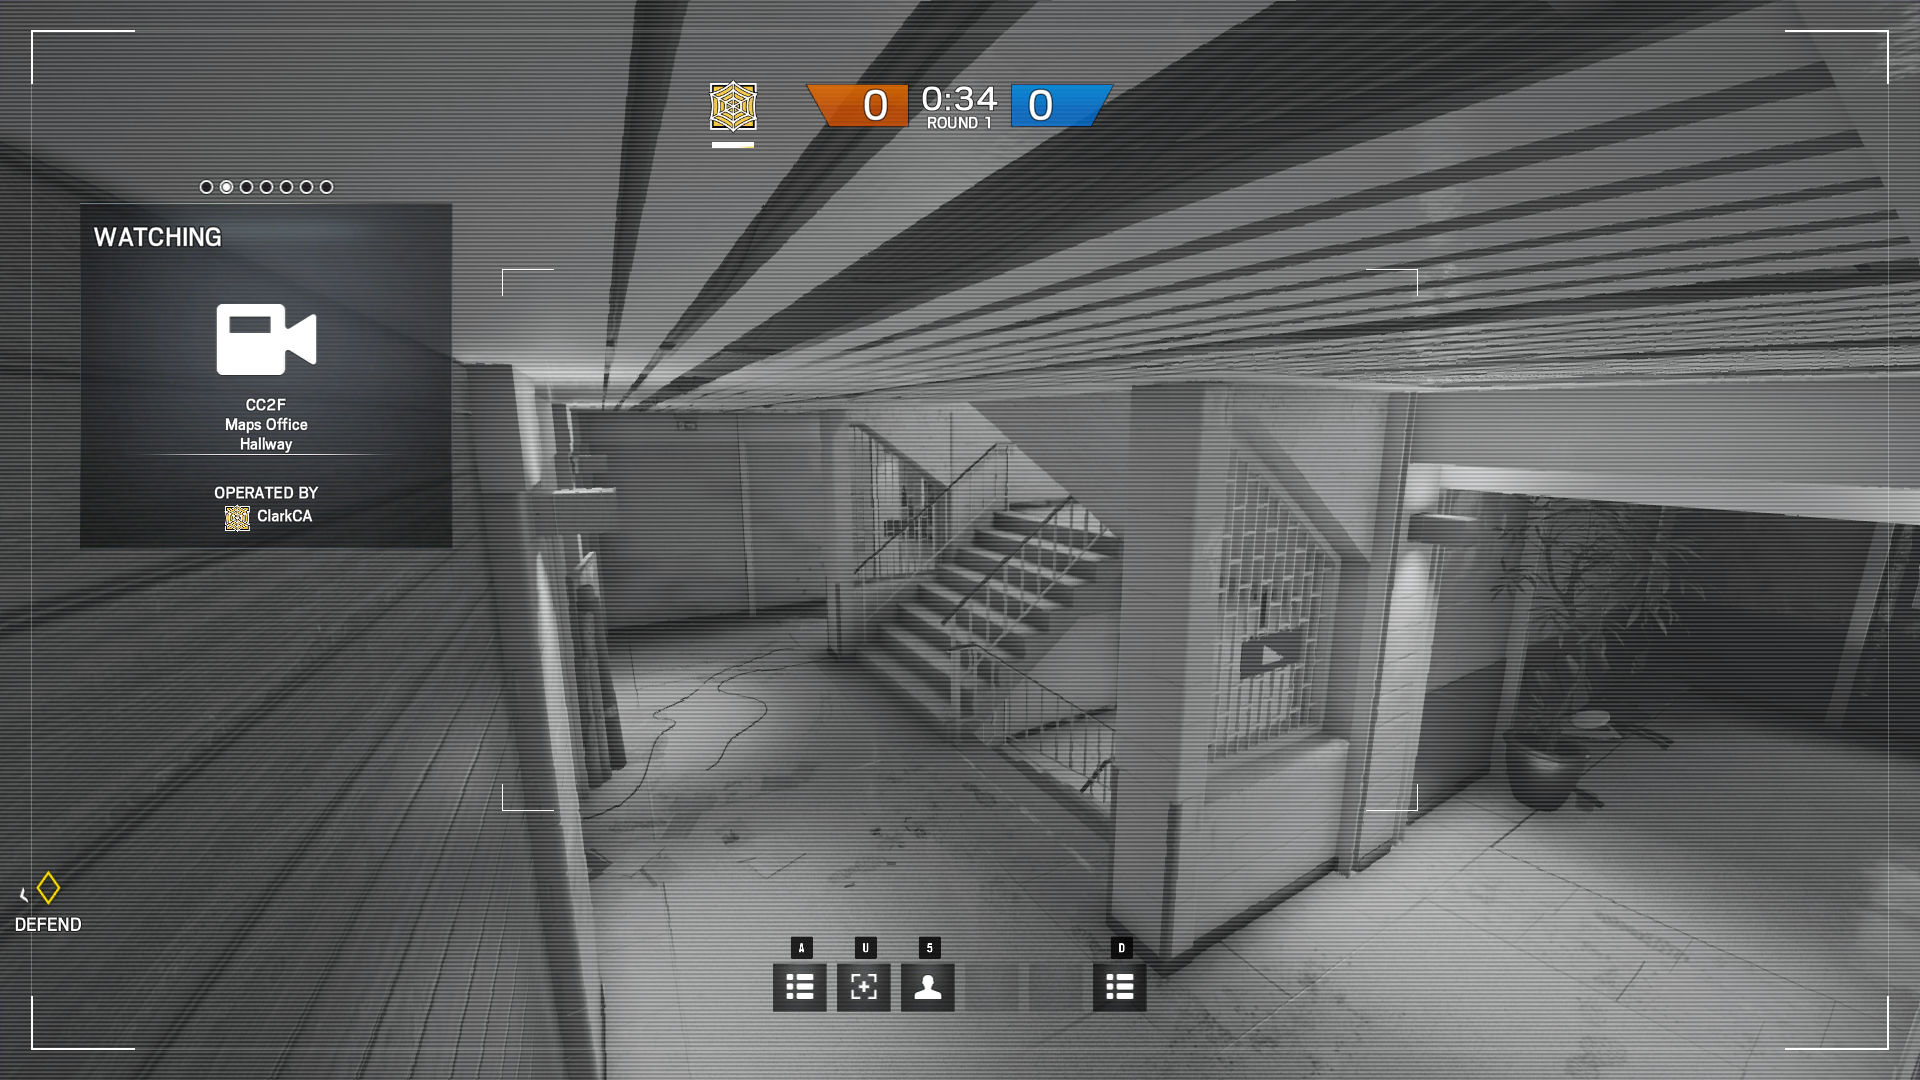 0
0:34
ROUND 1
0
WATCHING
CC2F
Maps Office
Hallway
OPERATED BY
ClarkCA
DEFEND
A
U
5
D